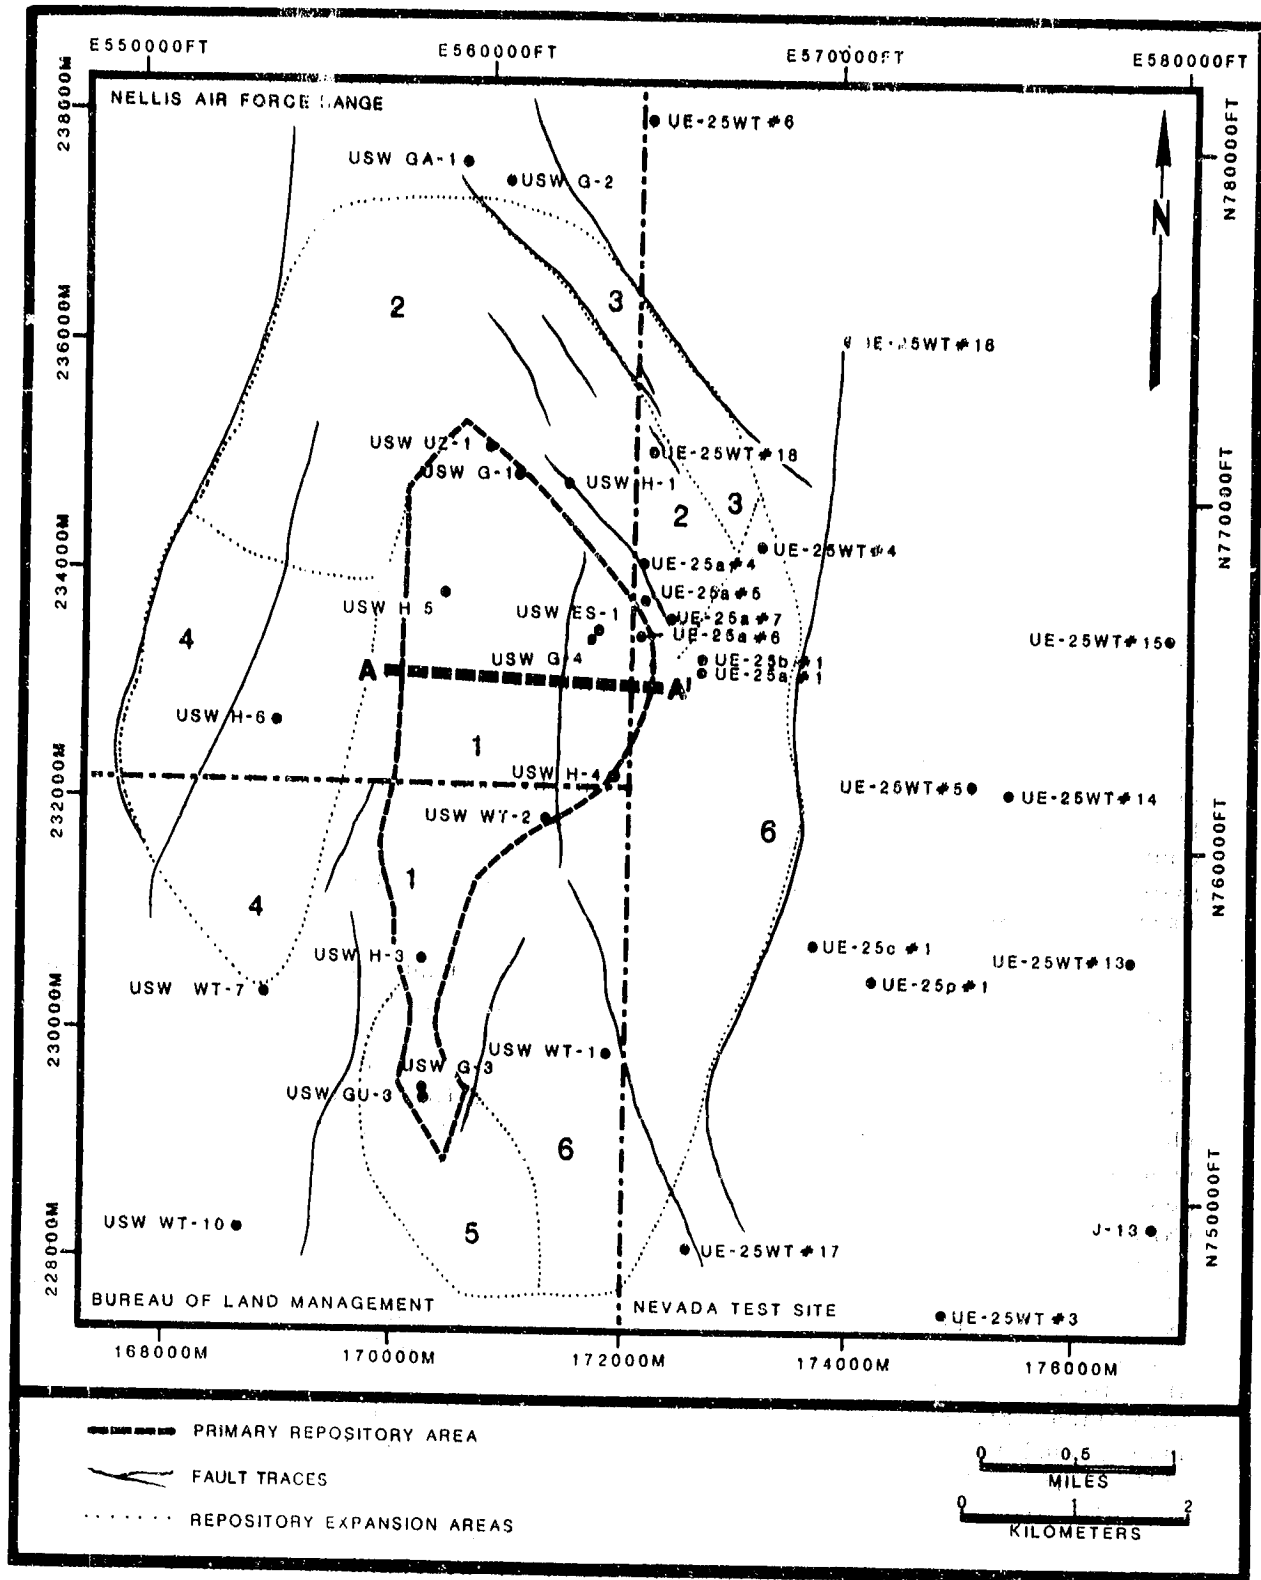 E550000FT
E560000FT
E570000FT
E580000FT
238000M
236000M
234000M
232000M
230000M
228000M
N780000FT
N770000FT
N760000FT
N750000FT
NELLIS AIR FORCE RANGE
N
UE-25WT #6
USW GA-1
USW G-2
2
3
UE-25WT #16
USW UZ-1
USW G-1
UE-25WT #18
USW H-1
2
3
UE-25WT #4
UE-25a #4
UE-25a #5
USW H 5
USW ES-1
UE-25a #7
UE-25a #6
4
UE-25WT #15
USW G-4
UE-25b #1
UE-25a #1
A
A'
USW H-6
1
USW H-4
UE-25WT #5
UE-25WT #14
USW WT-2
6
1
4
USW H-3
UE-25c #1
UE-25WT #13
USW WT-7
UE-25p #1
USW WT-1
USW G-3
USW GU-3
6
USW WT-10
5
J-13
UE-25WT #17
BUREAU OF LAND MANAGEMENT
NEVADA TEST SITE
UE-25WT #3
168000M
170000M
172000M
174000M
176000M
PRIMARY REPOSITORY AREA
FAULT TRACES
REPOSITORY EXPANSION AREAS
0 0.5 1
MILES
0 1 2
KILOMETERS